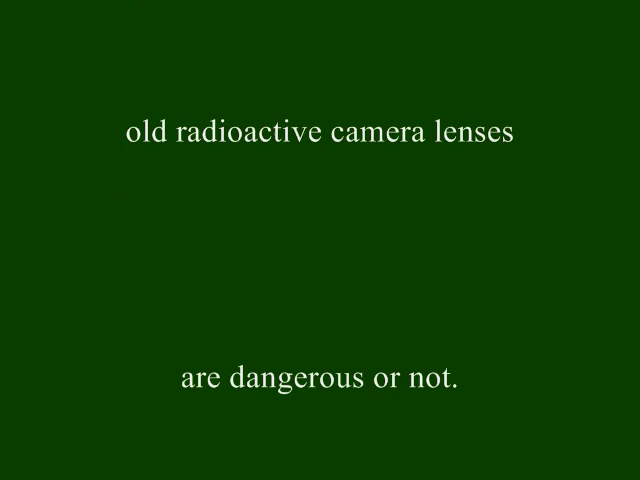 old radioactive camera lenses
are dangerous or not.